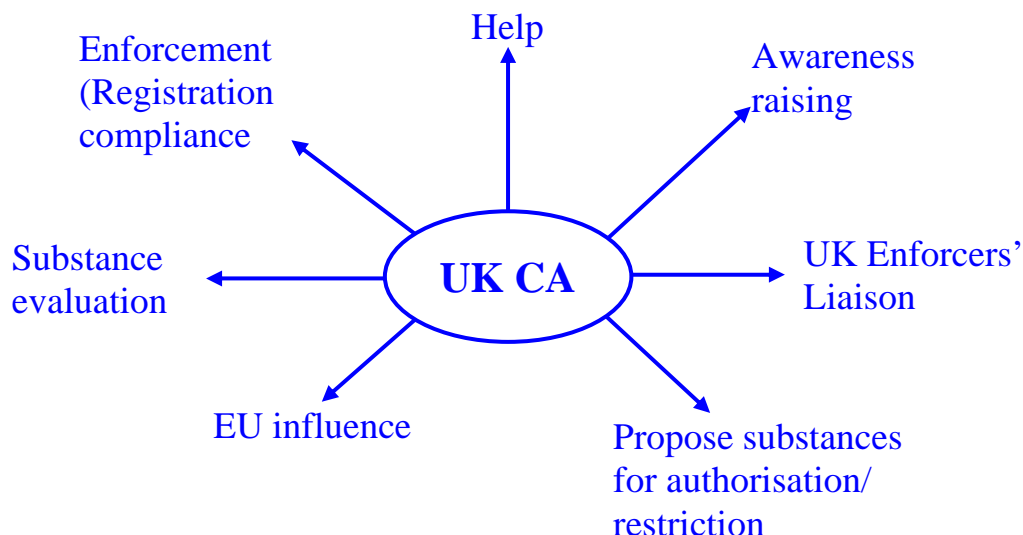 Help
Enforcement
(Registration
compliance
Awareness
raising
Substance
evaluation
UK CA
UK Enforcers’
Liaison
EU influence
Propose substances
for authorisation/
restriction